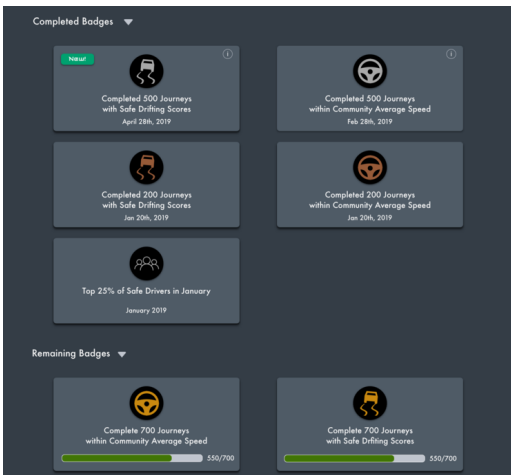 Completed Badges
New!
Completed 500 Journeys
with Safe Drifting Scores
April 28th, 2019
Completed 500 Journeys
within Community Average Speed
Feb 28th, 2019
Completed 200 Journeys
with Safe Drifting Scores
Jan 20th, 2019
Completed 200 Journeys
within Community Average Speed
Jan 20th, 2019
Top 25% of Safe Drivers in January
January 2019
Remaining Badges
Complete 700 Journeys
within Community Average Speed
550/700
Complete 700 Journeys
with Safe Drfiting Scores
550/700